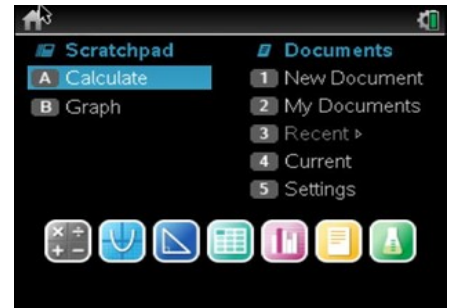 Scratchpad
A Calculate
B Graph
Documents
1 New Document
2 My Documents
3 Recent ▹
4 Current
5 Settings